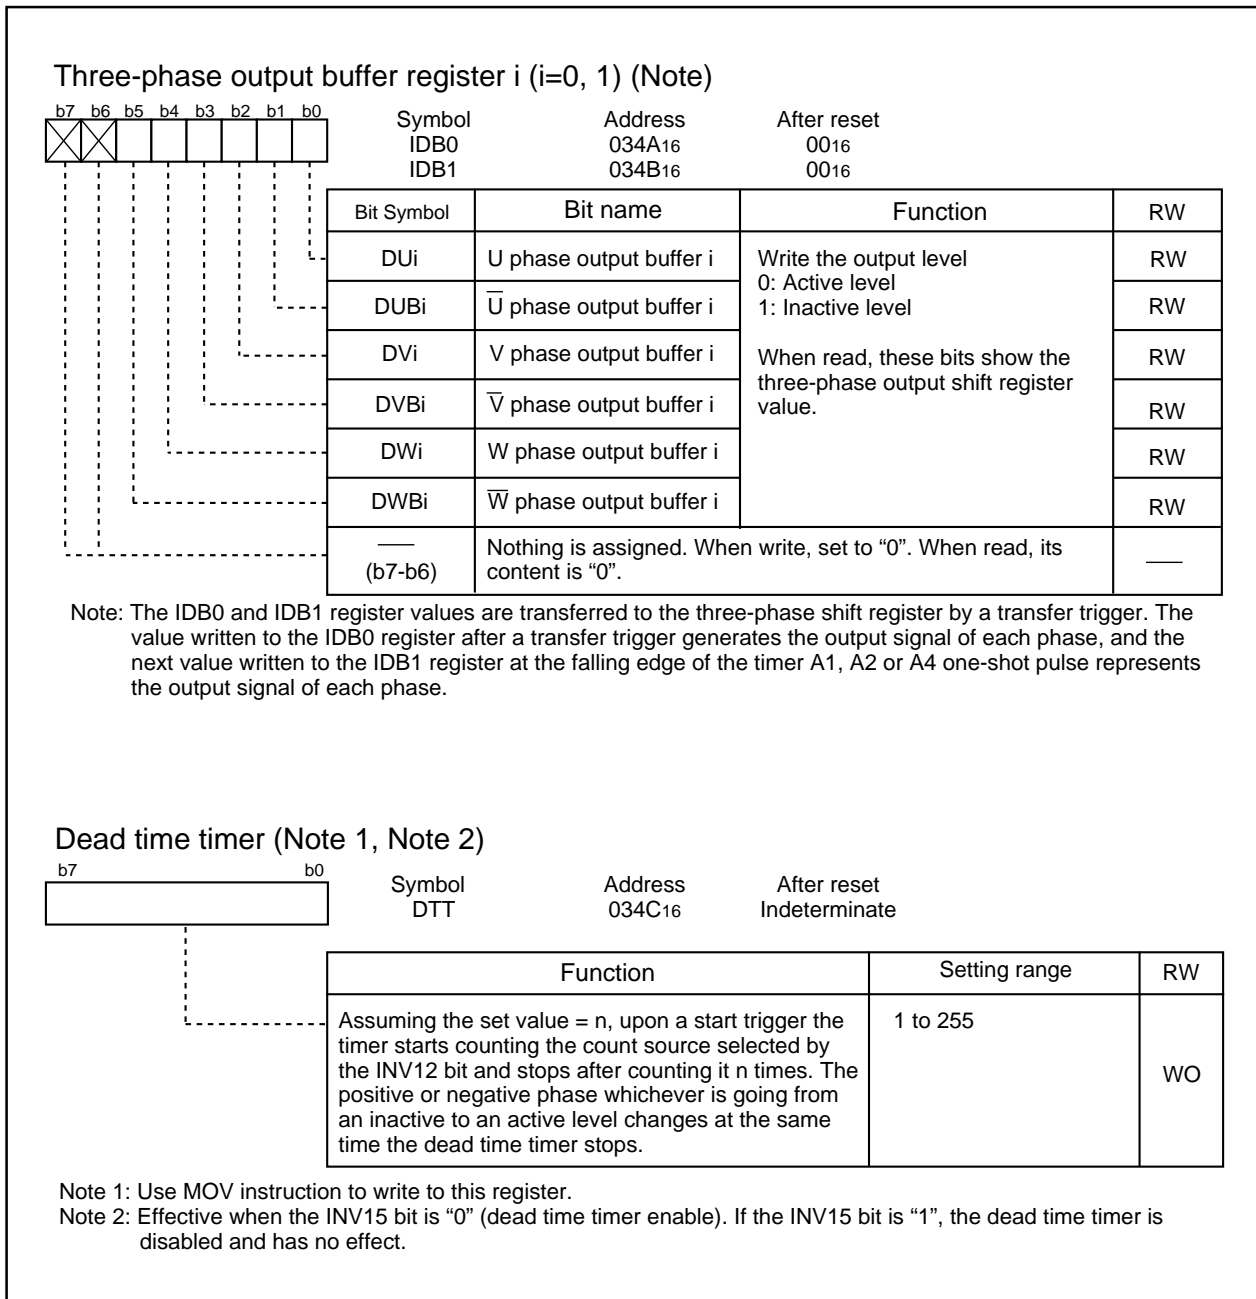 Three-phase output buffer register i (i=0, 1) (Note)
b7 b6 b5 b4 b3 b2 b1 b0
Symbol Address After reset
IDB0 034A16 0016
IDB1 034B16 0016
Bit Symbol Bit name Function RW
DUi U phase output buffer i Write the output level RW
0: Active level
DUBi U̅ phase output buffer i 1: Inactive level RW
DVi V phase output buffer i When read, these bits show the RW
three-phase output shift register
DVBi V̅ phase output buffer i value. RW
DWi W phase output buffer i RW
DWBi W̅ phase output buffer i RW
— Nothing is assigned. When write, set to “0”. When read, its —
(b7-b6) content is “0”.
Note: The IDB0 and IDB1 register values are transferred to the three-phase shift register by a transfer trigger. The
value written to the IDB0 register after a transfer trigger generates the output signal of each phase, and the
next value written to the IDB1 register at the falling edge of the timer A1, A2 or A4 one-shot pulse represents
the output signal of each phase.
Dead time timer (Note 1, Note 2)
b7 b0
Symbol Address After reset
DTT 034C16 Indeterminate
Function Setting range RW
Assuming the set value = n, upon a start trigger the 1 to 255
timer starts counting the count source selected by
the INV12 bit and stops after counting it n times. The WO
positive or negative phase whichever is going from
an inactive to an active level changes at the same
time the dead time timer stops.
Note 1: Use MOV instruction to write to this register.
Note 2: Effective when the INV15 bit is “0” (dead time timer enable). If the INV15 bit is “1”, the dead time timer is
disabled and has no effect.